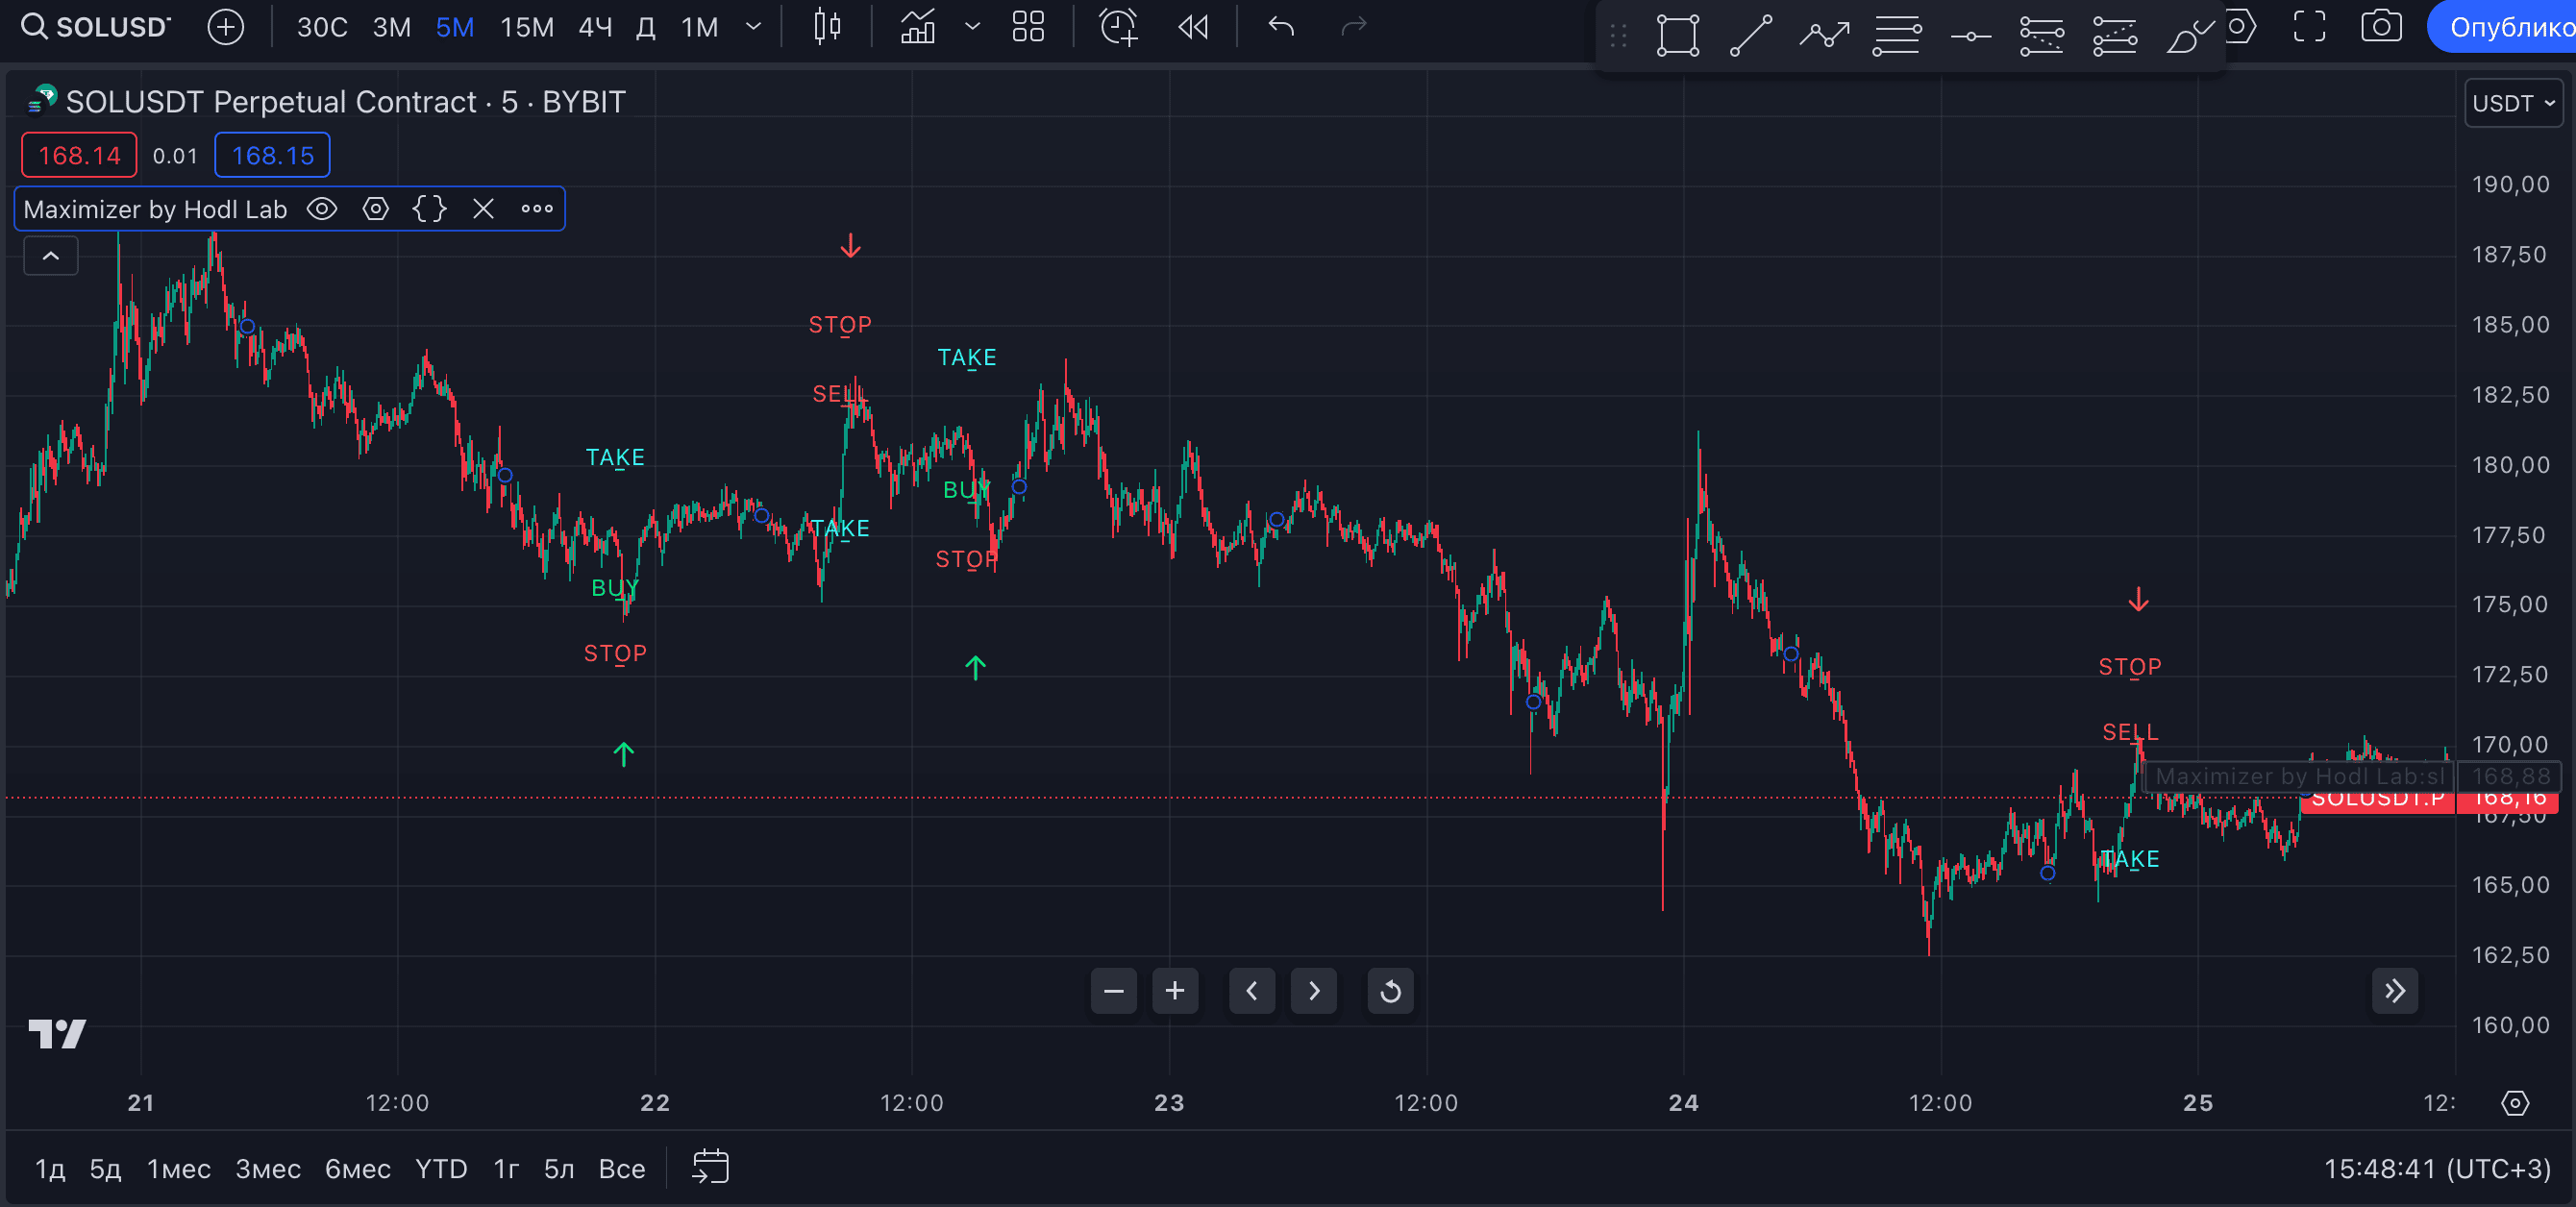 SOLUSDT 30С 3М 5М 15М 4Ч Д 1М Опублико
SOLUSDT Perpetual Contract · 5 · BYBIT
USDT
168.14 0.01 168.15
Maximizer by Hodl Lab
190,00
187,50
STOP
185,00
TAKE
SELL
182,50
TAKE
180,00
BUY
TAKE
177,50
STOP
BUY
175,00
STOP
STOP
172,50
SELL
170,00
Maximizer by Hodl Lab:sl 168,88
SOLUSDT.P 168,16
167,50
TAKE
165,00
162,50
160,00
21 12:00 22 12:00 23 12:00 24 12:00 25 12:
1д 5д 1мес 3мес 6мес YTD 1г 5л Все 15:48:41 (UTC+3)